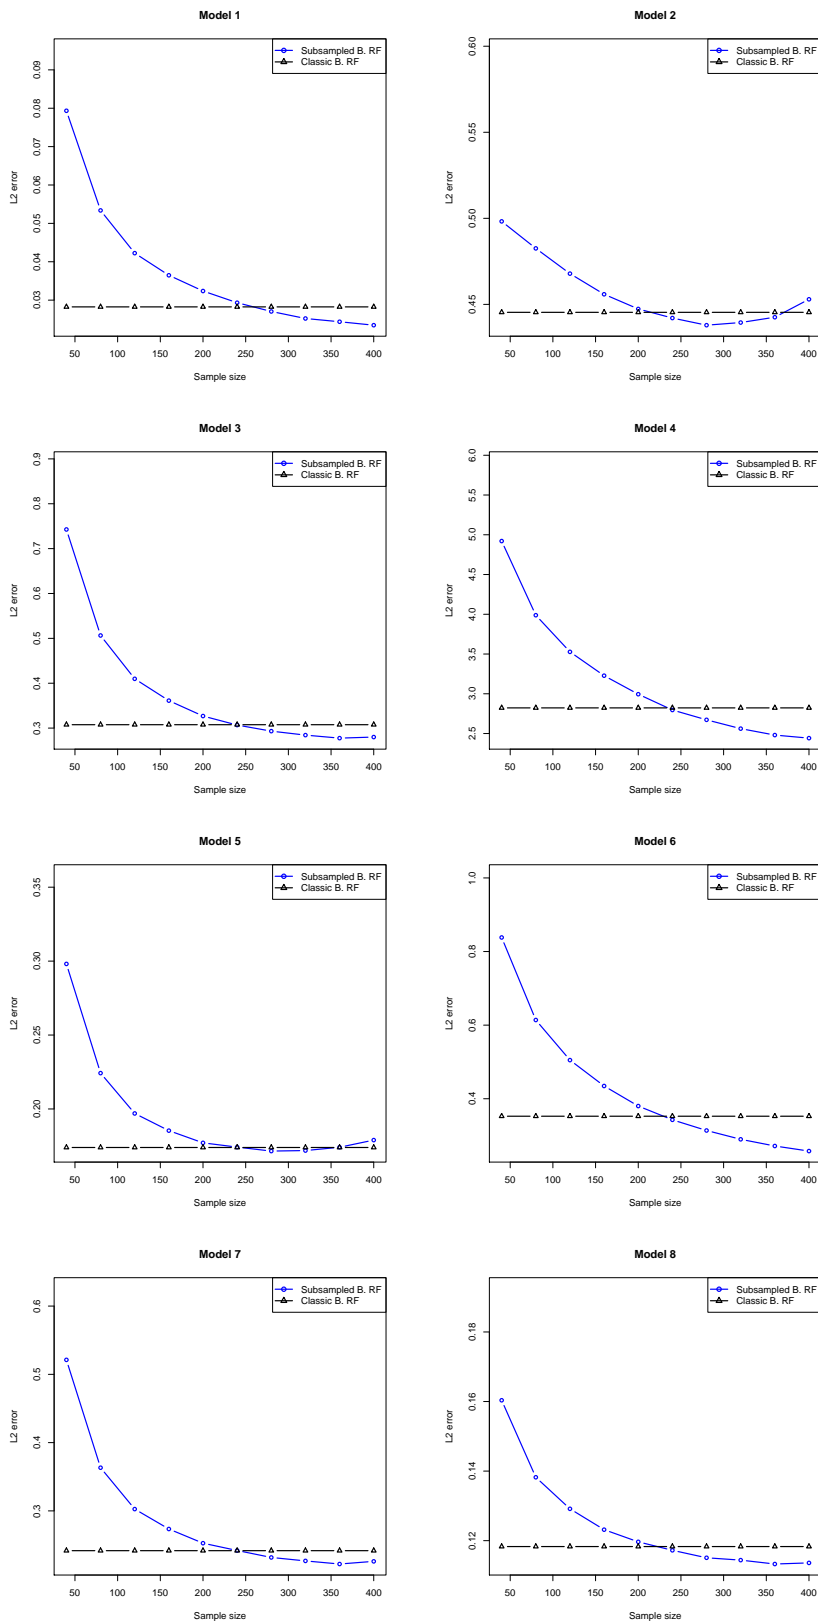 Model 1
Subsampled B. RF
Classic B. RF
L2 error
0.03 0.04 0.05 0.06 0.07 0.08 0.09
50 100 150 200 250 300 350 400
Sample size
Model 2
Subsampled B. RF
Classic B. RF
L2 error
0.45 0.50 0.55 0.60
50 100 150 200 250 300 350 400
Sample size
Model 3
Subsampled B. RF
Classic B. RF
L2 error
0.3 0.4 0.5 0.6 0.7 0.8 0.9
50 100 150 200 250 300 350 400
Sample size
Model 4
Subsampled B. RF
Classic B. RF
L2 error
2.5 3.0 3.5 4.0 4.5 5.0 5.5 6.0
50 100 150 200 250 300 350 400
Sample size
Model 5
Subsampled B. RF
Classic B. RF
L2 error
0.20 0.25 0.30 0.35
50 100 150 200 250 300 350 400
Sample size
Model 6
Subsampled B. RF
Classic B. RF
L2 error
0.4 0.6 0.8 1.0
50 100 150 200 250 300 350 400
Sample size
Model 7
Subsampled B. RF
Classic B. RF
L2 error
0.3 0.4 0.5 0.6
50 100 150 200 250 300 350 400
Sample size
Model 8
Subsampled B. RF
Classic B. RF
L2 error
0.12 0.14 0.16 0.18
50 100 150 200 250 300 350 400
Sample size